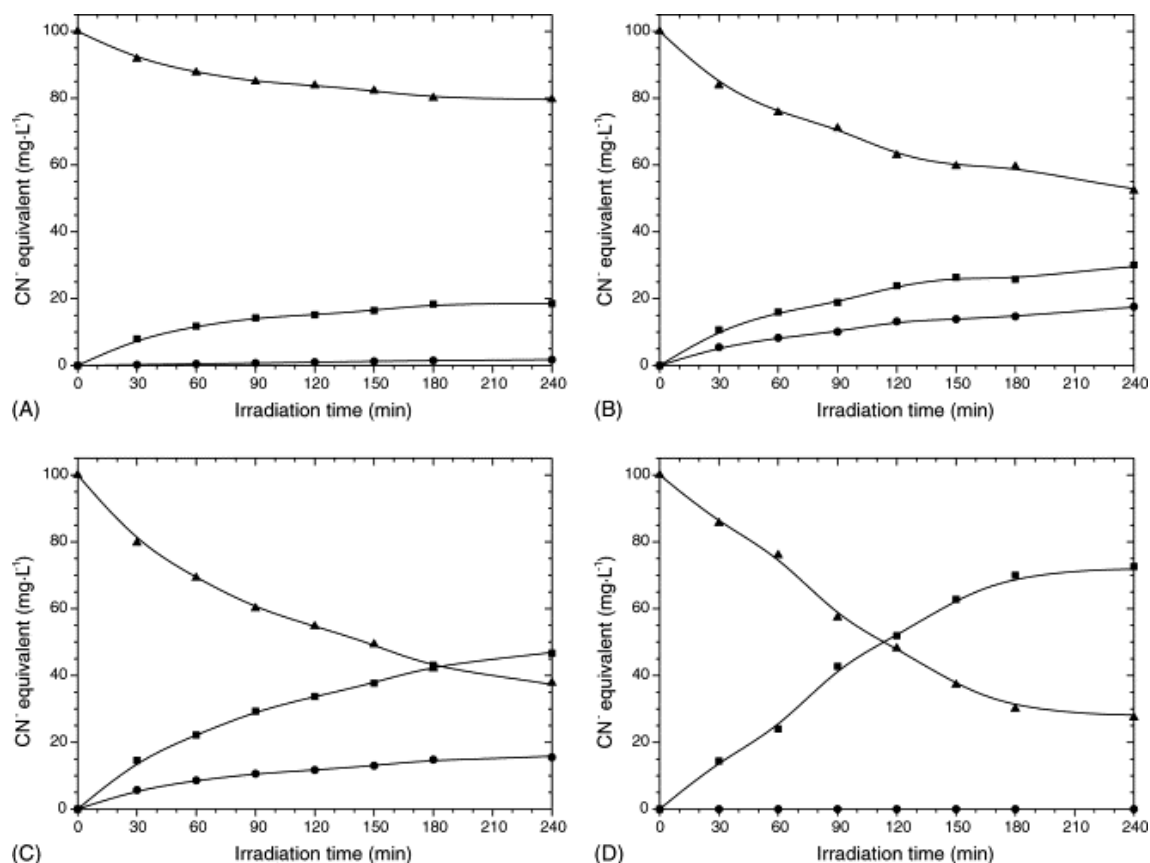 100
80
60
40
20
0
CN- equivalent (mg·L-1)
0 30 60 90 120 150 180 210 240
(A) Irradiation time (min)
100
80
60
40
20
0
CN- equivalent (mg·L-1)
0 30 60 90 120 150 180 210 240
(B) Irradiation time (min)
100
80
60
40
20
0
CN- equivalent (mg·L-1)
0 30 60 90 120 150 180 210 240
(C) Irradiation time (min)
100
80
60
40
20
0
CN- equivalent (mg·L-1)
0 30 60 90 120 150 180 210 240
(D) Irradiation time (min)